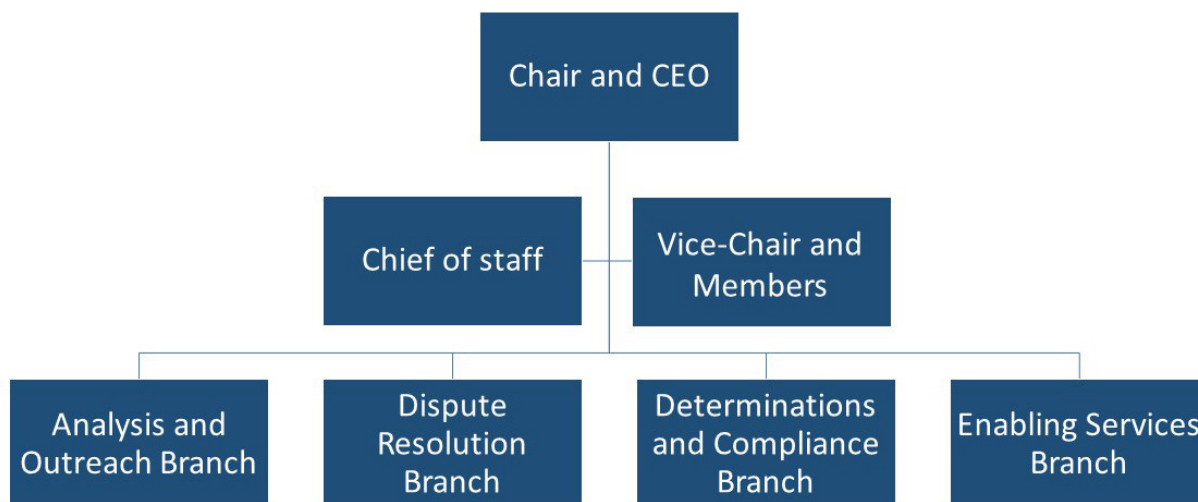 Chair and CEO
Chief of staff
Vice-Chair and
Members
Analysis and
Outreach Branch
Dispute
Resolution
Branch
Determinations
and Compliance
Branch
Enabling Services
Branch